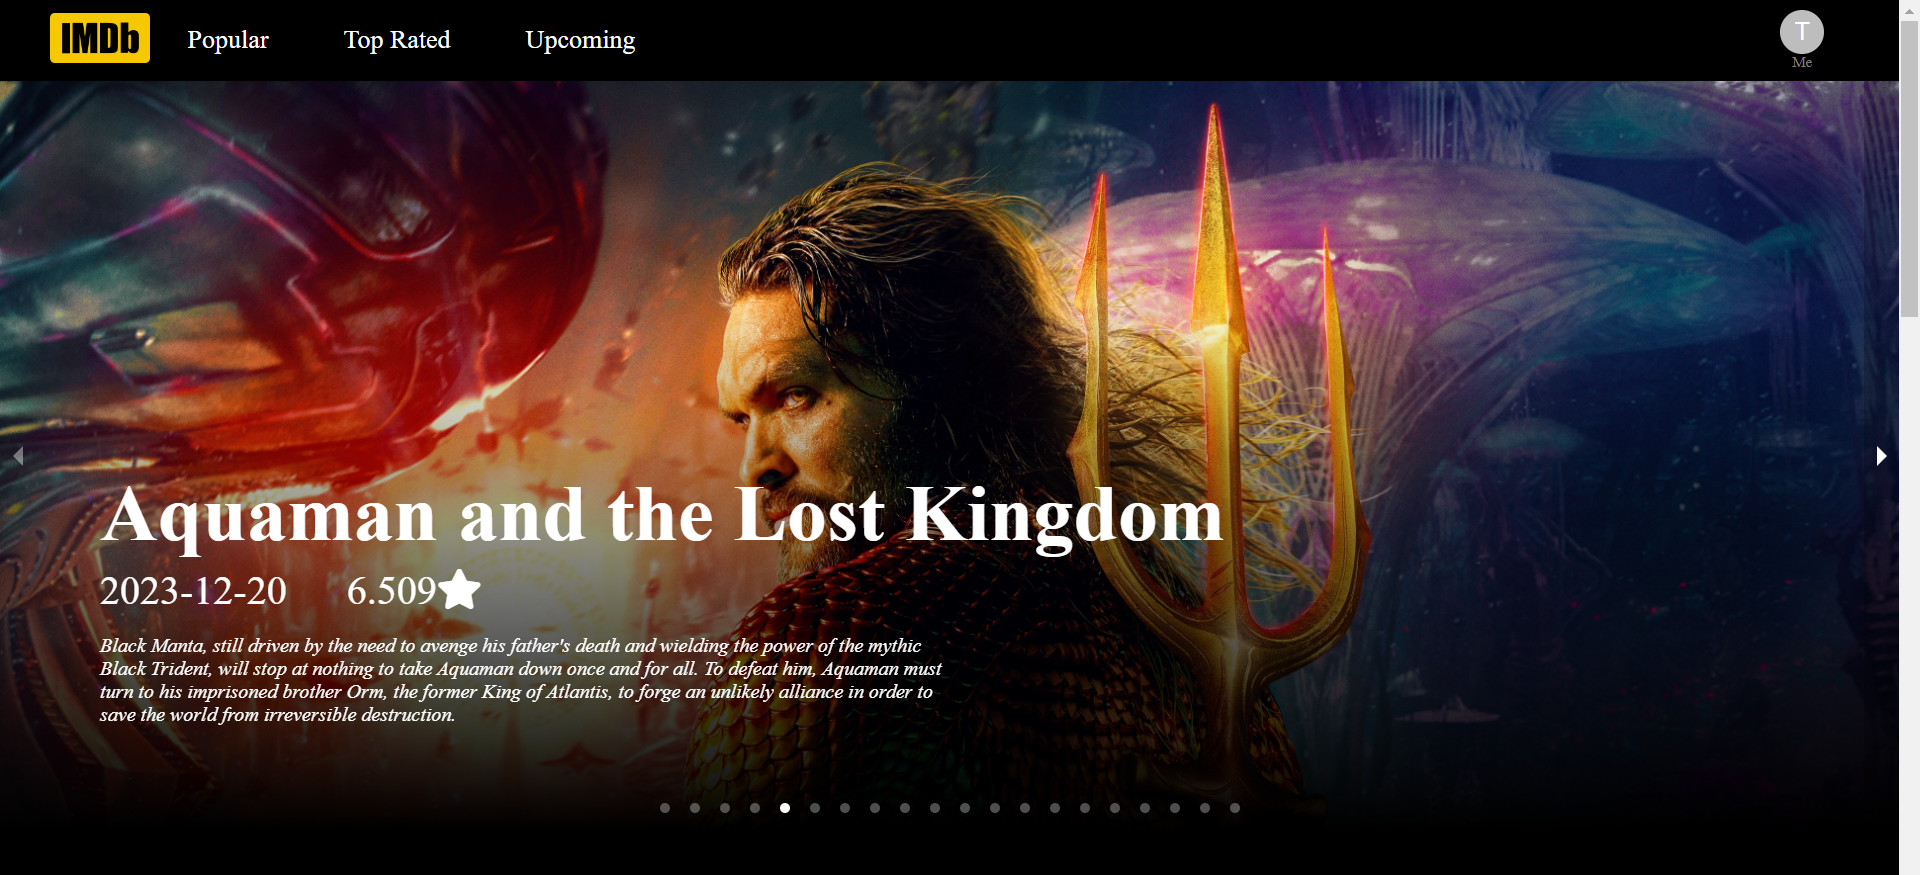 IMDb
Popular
Top Rated
Upcoming
T
Me
Aquaman and the Lost Kingdom
2023-12-20
6.509
Black Manta, still driven by the need to avenge his father's death and wielding the power of the mythic
Black Trident, will stop at nothing to take Aquaman down once and for all. To defeat him, Aquaman must
turn to his imprisoned brother Orm, the former King of Atlantis, to forge an unlikely alliance in order to
save the world from irreversible destruction.